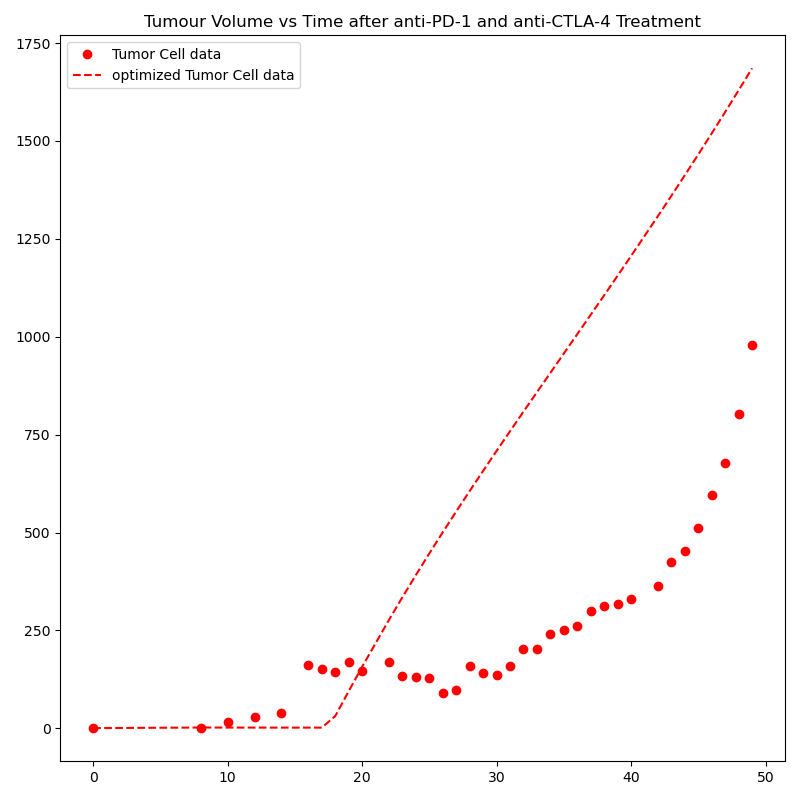 Tumour Volume vs Time after anti-PD-1 and anti-CTLA-4 Treatment
1750
Tumor Cell data
optimized Tumor Cell data
1500
1250
1000
750
500
250
0
0 10 20 30 40 50